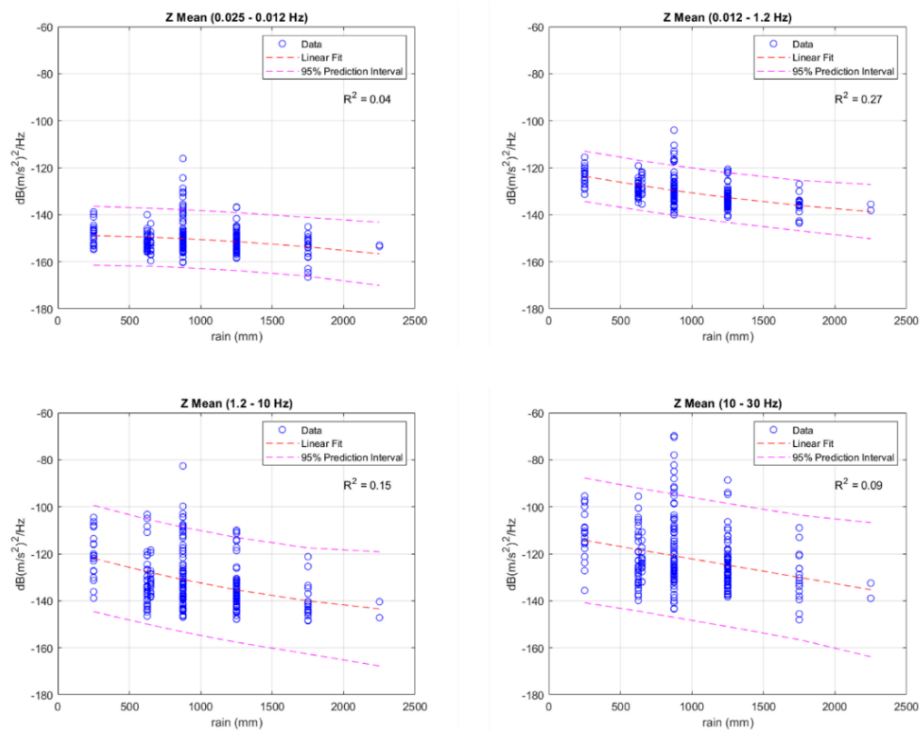 Z Mean (0.025 - 0.012 Hz)
-60
-80
-100
-120
-140
-160
-180
dB(m/s²)²/Hz
Data
Linear Fit
95% Prediction Interval
R² = 0.04
0 500 1000 1500 2000 2500
rain (mm)
Z Mean (0.012 - 1.2 Hz)
-60
-80
-100
-120
-140
-160
-180
dB(m/s²)²/Hz
Data
Linear Fit
95% Prediction Interval
R² = 0.27
0 500 1000 1500 2000 2500
rain (mm)
Z Mean (1.2 - 10 Hz)
-60
-80
-100
-120
-140
-160
-180
dB(m/s²)²/Hz
Data
Linear Fit
95% Prediction Interval
R² = 0.15
0 500 1000 1500 2000 2500
rain (mm)
Z Mean (10 - 30 Hz)
-60
-80
-100
-120
-140
-160
-180
dB(m/s²)²/Hz
Data
Linear Fit
95% Prediction Interval
R² = 0.09
0 500 1000 1500 2000 2500
rain (mm)